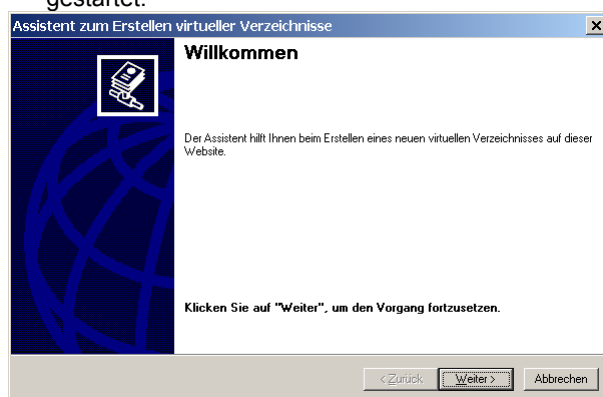 gestartet.
Assistent zum Erstellen virtueller Verzeichnisse
Willkommen
Der Assistent hilft Ihnen beim Erstellen eines neuen virtuellen Verzeichnisses auf dieser
Website.
Klicken Sie auf "Weiter", um den Vorgang fortzusetzen.
< Zurück Weiter > Abbrechen